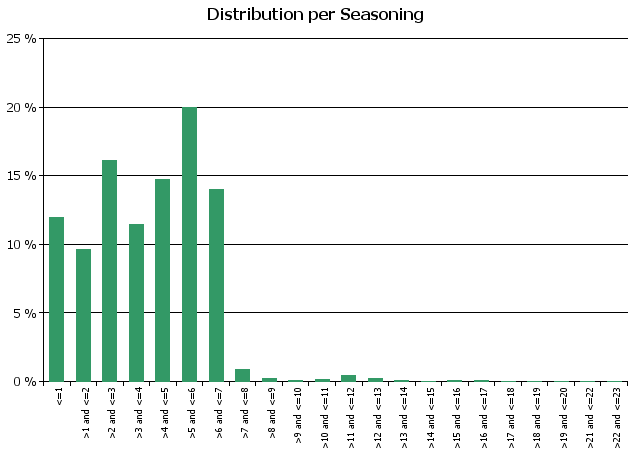 Distribution per Seasoning
25 %
20 %
15 %
10 %
5 %
0 %
<=1
>1 and <=2
>2 and <=3
>3 and <=4
>4 and <=5
>5 and <=6
>6 and <=7
>7 and <=8
>8 and <=9
>9 and <=10
>10 and <=11
>11 and <=12
>12 and <=13
>13 and <=14
>14 and <=15
>15 and <=16
>16 and <=17
>17 and <=18
>18 and <=19
>19 and <=20
>21 and <=22
>22 and <=23